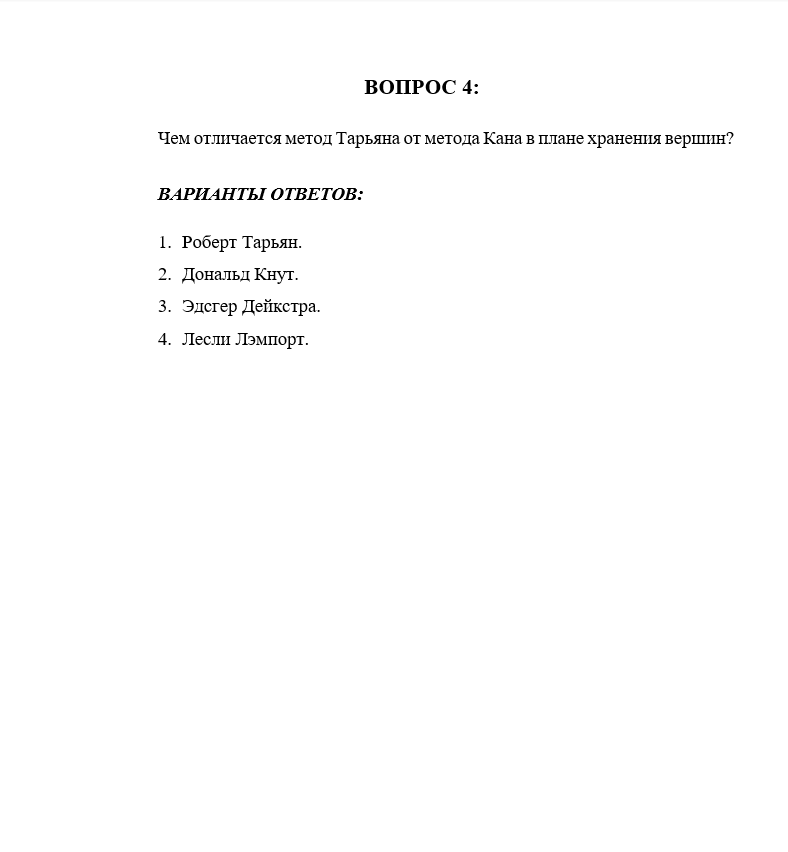 ВОПРОС 4:
Чем отличается метод Тарьяна от метода Кана в плане хранения вершин?
ВАРИАНТЫ ОТВЕТОВ:
1. Роберт Тарьян.
2. Дональд Кнут.
3. Эдсгер Дейкстра.
4. Лесли Лэмпорт.